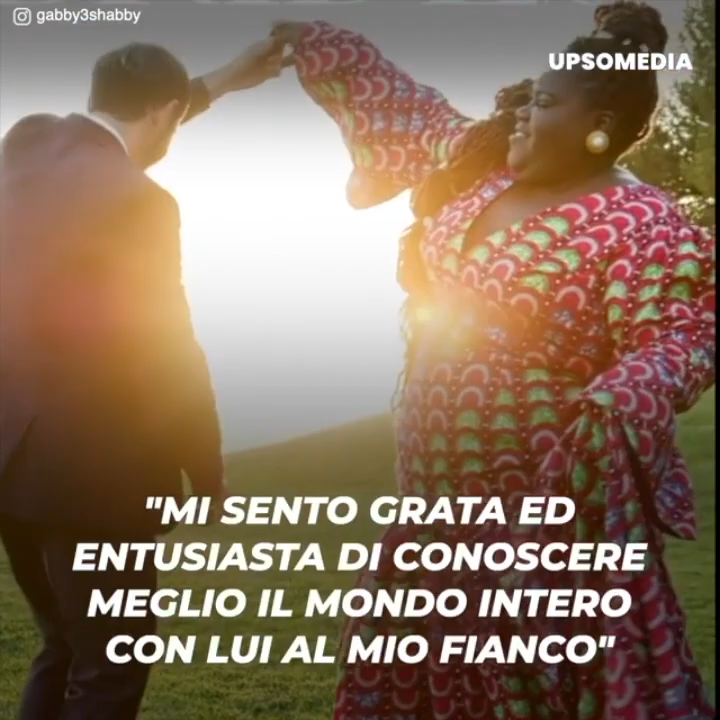 gabby3shabby
UPSOMEDIA
"MI SENTO GRATA ED
ENTUSIASTA DI CONOSCERE
MEGLIO IL MONDO INTERO
CON LUI AL MIO FIANCO"